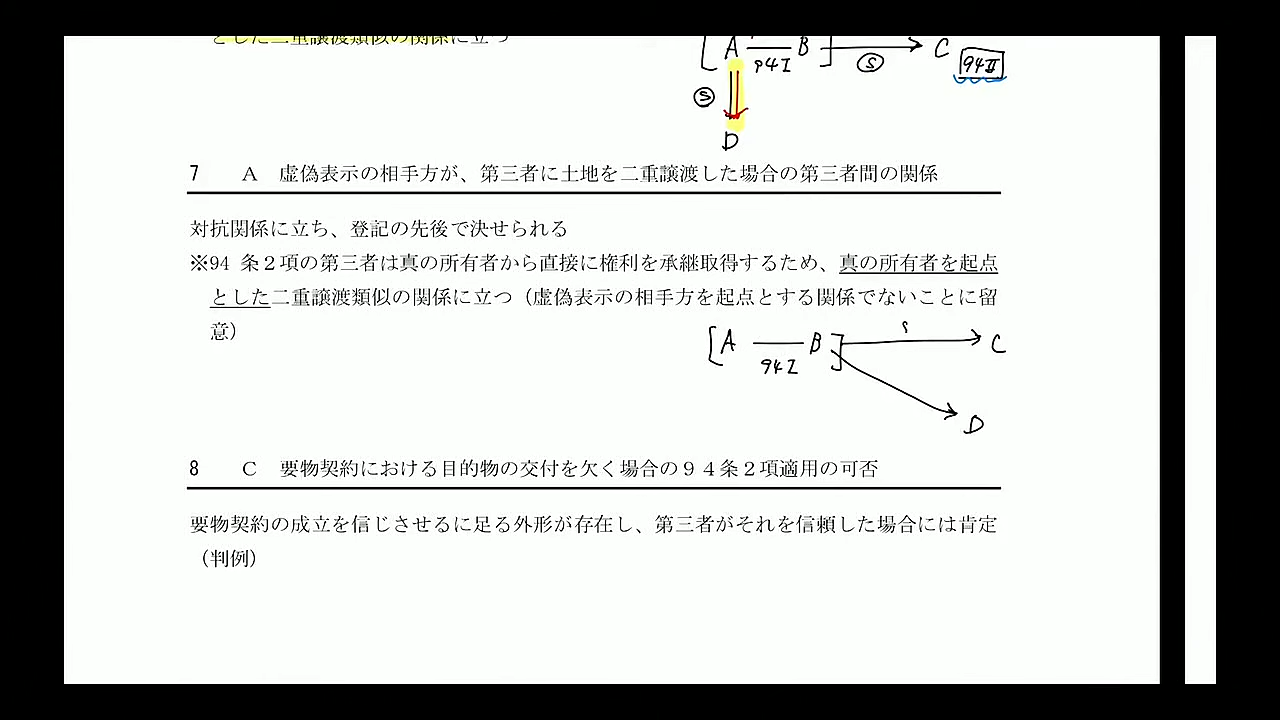 とした二重譲渡類似の関係に立つ
[A 94Ⅰ B] → C 94Ⅱ
Ⓢ
Ⓢ
D
7 A 虚偽表示の相手方が、第三者に土地を二重譲渡した場合の第三者間の関係
対抗関係に立ち、登記の先後で決せられる
※94 条２項の第三者は真の所有者から直接に権利を承継取得するため、真の所有者を起点
とした二重譲渡類似の関係に立つ（虚偽表示の相手方を起点とする関係でないことに留
意）
[A 94Ⅰ B] → C
D
8 C 要物契約における目的物の交付を欠く場合の９４条２項適用の可否
要物契約の成立を信じさせるに足る外形が存在し、第三者がそれを信頼した場合には肯定
（判例）